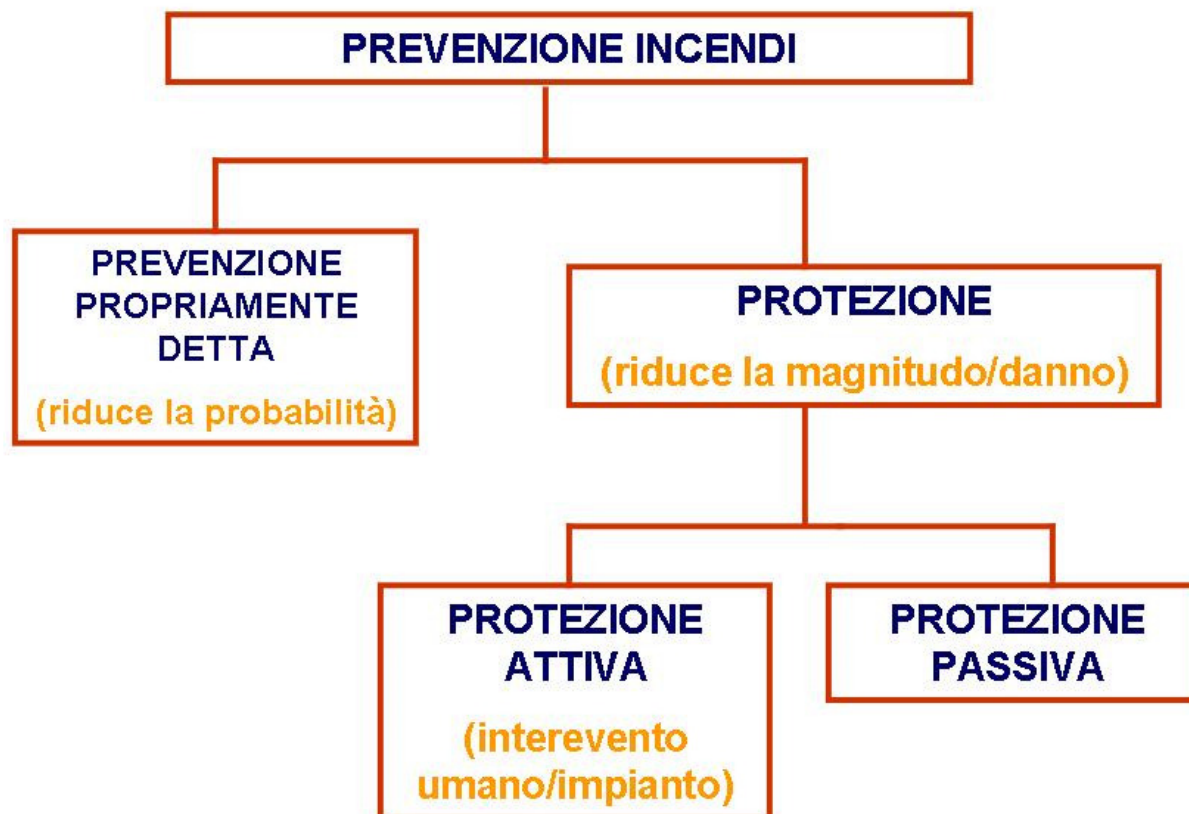 PREVENZIONE INCENDI
PREVENZIONE
PROPRIAMENTE
DETTA
(riduce la probabilità)
PROTEZIONE
(riduce la magnitudo/danno)
PROTEZIONE
ATTIVA
(interevento
umano/impianto)
PROTEZIONE
PASSIVA